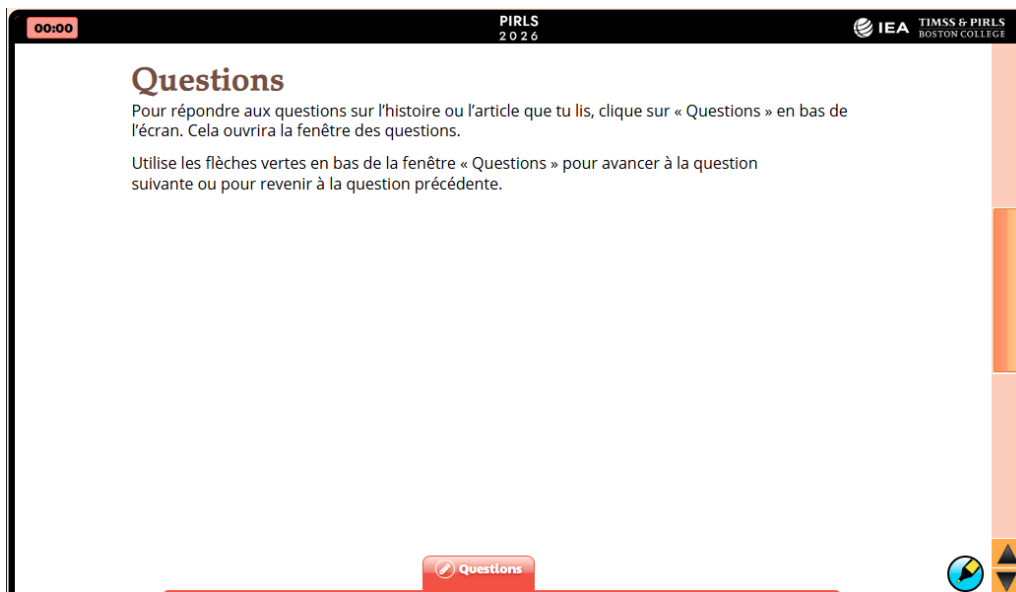 00:00
PIRLS
2026
IEA
TIMSS & PIRLS
BOSTON COLLEGE
Questions
Pour répondre aux questions sur l’histoire ou l’article que tu lis, clique sur « Questions » en bas de
l’écran. Cela ouvrira la fenêtre des questions.
Utilise les flèches vertes en bas de la fenêtre « Questions » pour avancer à la question
suivante ou pour revenir à la question précédente.
Questions